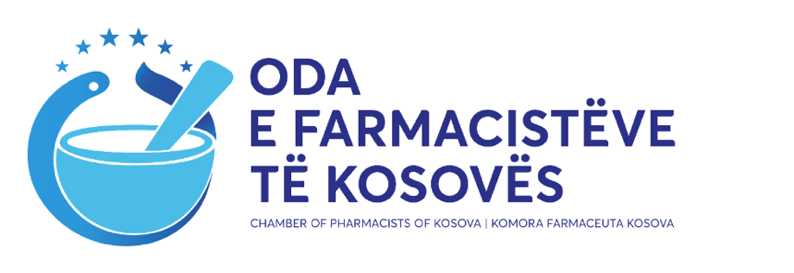 ODA
E FARMACISTËVE
TË KOSOVËS
CHAMBER OF PHARMACISTS OF KOSOVA | KOMORA FARMACEUTA KOSOVA